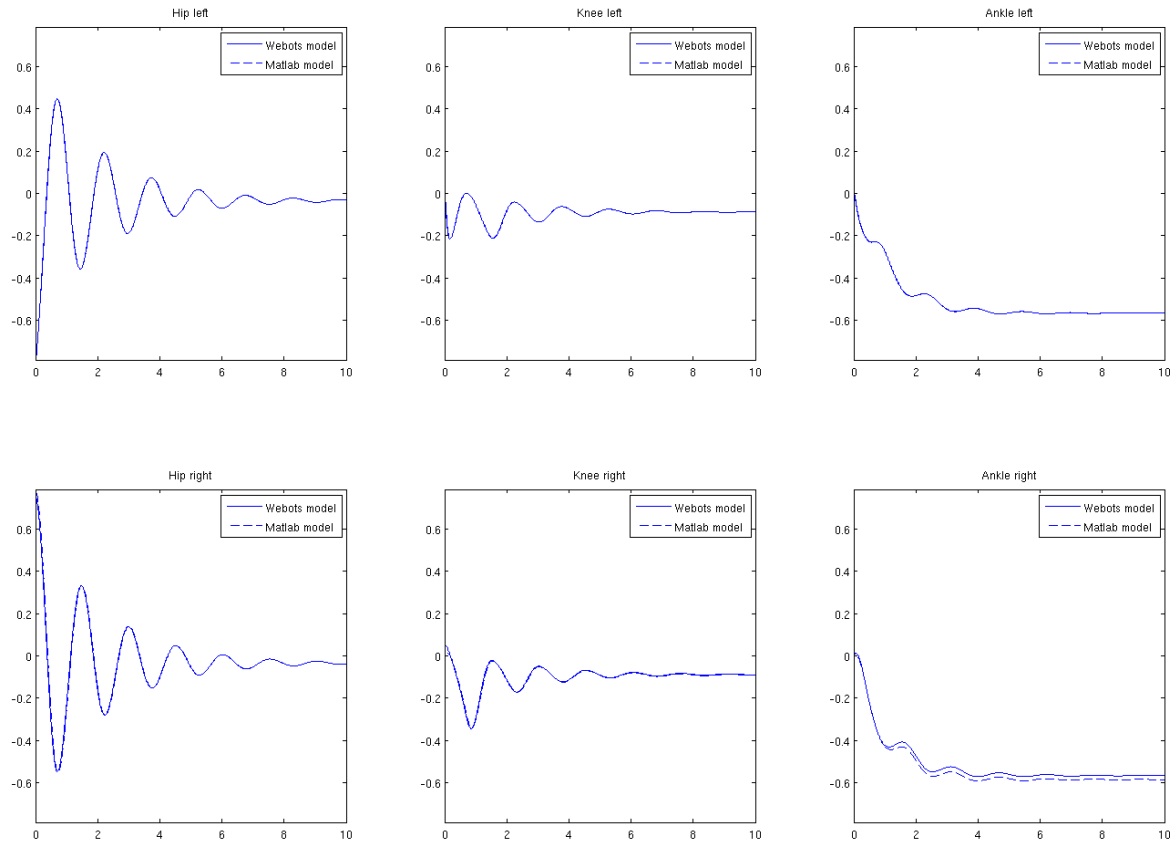 Hip left
Webots model
Matlab model
0.6
0.4
0.2
0
−0.2
−0.4
−0.6
0 2 4 6 8 10
Knee left
Webots model
Matlab model
0.6
0.4
0.2
0
−0.2
−0.4
−0.6
0 2 4 6 8 10
Ankle left
Webots model
Matlab model
0.6
0.4
0.2
0
−0.2
−0.4
−0.6
0 2 4 6 8 10
Hip right
Webots model
Matlab model
0.6
0.4
0.2
0
−0.2
−0.4
−0.6
0 2 4 6 8 10
Knee right
Webots model
Matlab model
0.6
0.4
0.2
0
−0.2
−0.4
−0.6
0 2 4 6 8 10
Ankle right
Webots model
Matlab model
0.6
0.4
0.2
0
−0.2
−0.4
−0.6
0 2 4 6 8 10